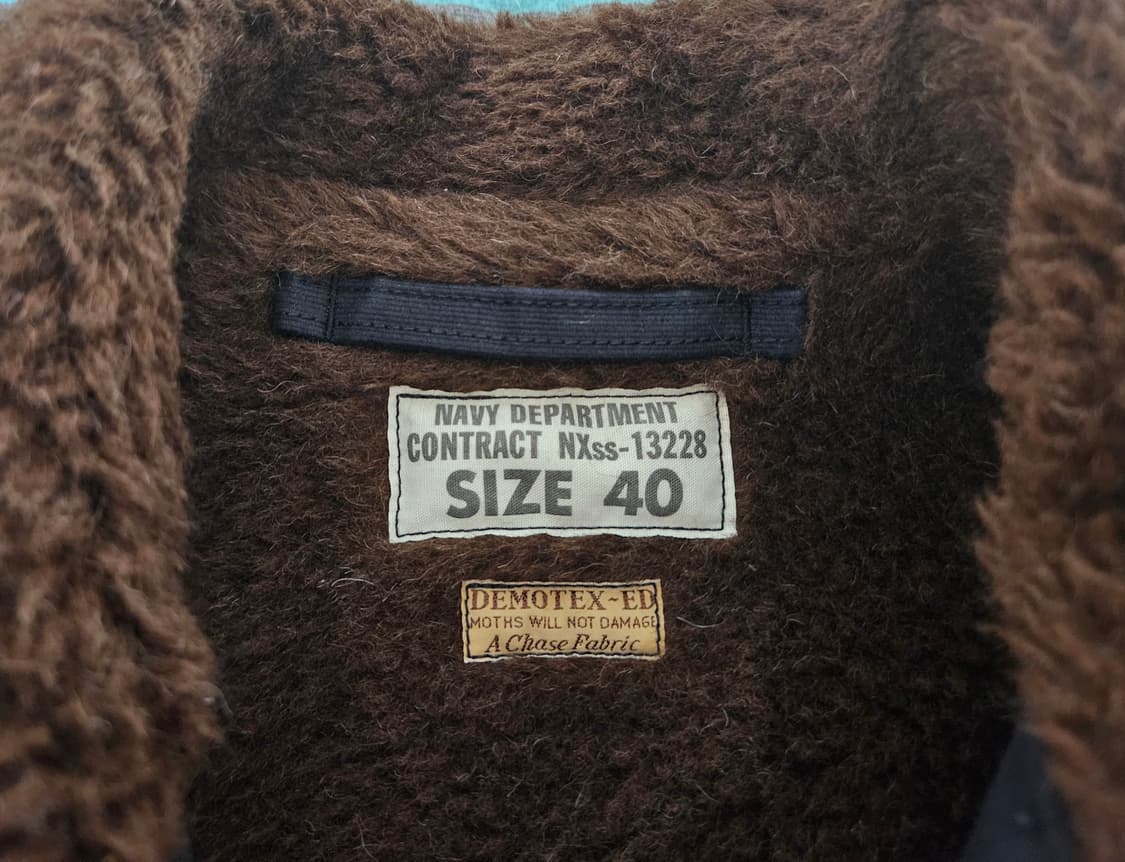 NAVY DEPARTMENT
CONTRACT NXss-13228
SIZE 40
DEMOTEX~ED
MOTHS WILL NOT DAMAGE
A Chase Fabric